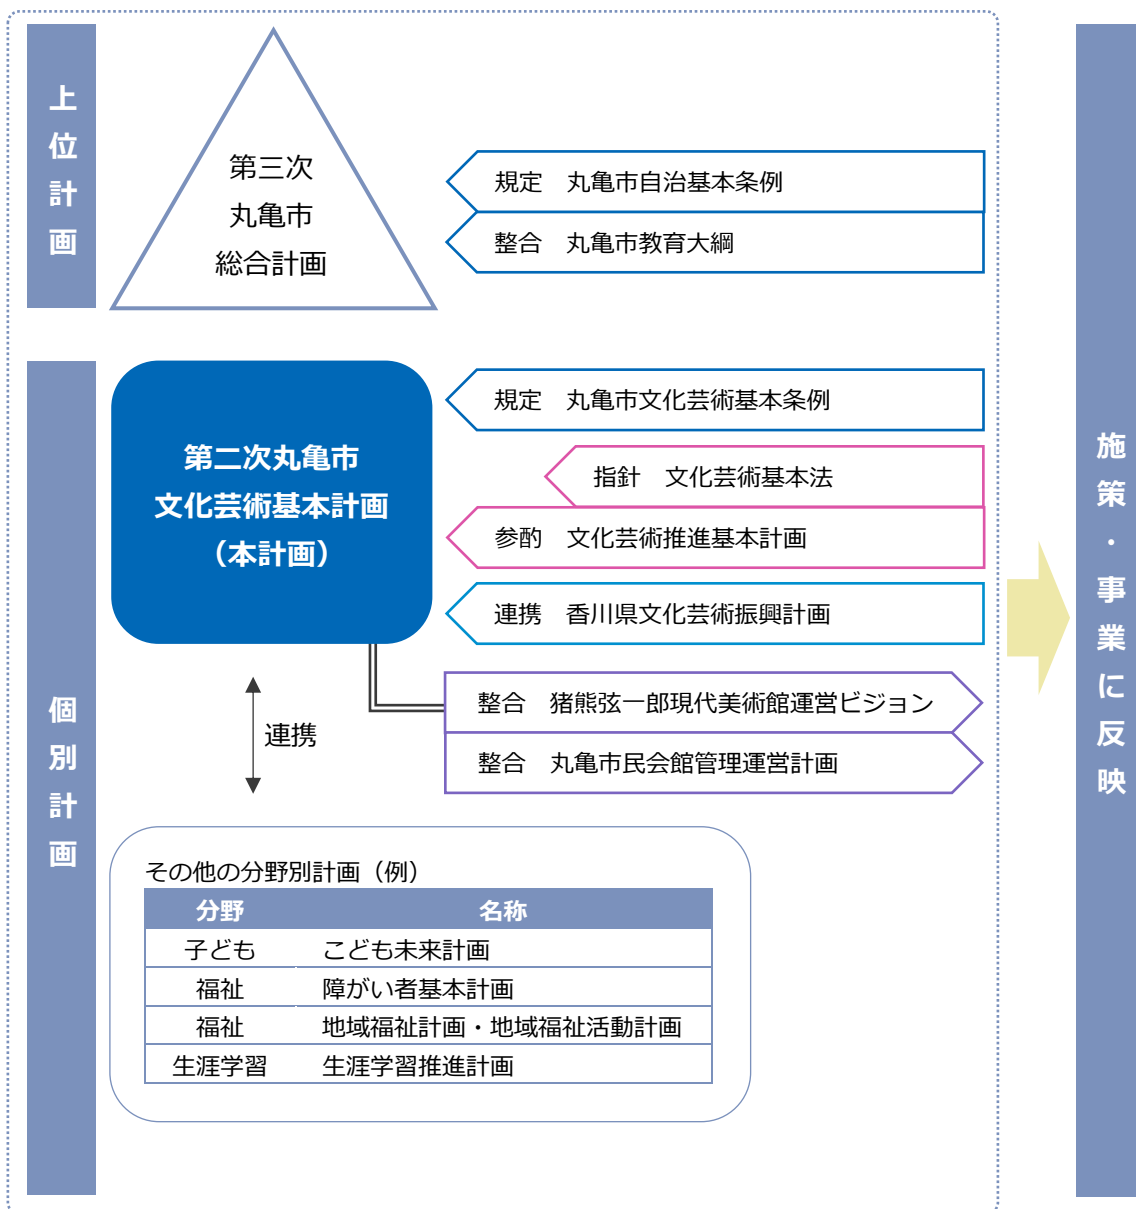 上位計画
第三次
丸亀市
総合計画
規定　丸亀市自治基本条例
整合　丸亀市教育大綱
個別計画
第二次丸亀市
文化芸術基本計画
（本計画）
規定　丸亀市文化芸術基本条例
指針　文化芸術基本法
参酌　文化芸術推進基本計画
連携　香川県文化芸術振興計画
整合　猪熊弦一郎現代美術館運営ビジョン
整合　丸亀市民会館管理運営計画
連携
その他の分野別計画（例）
分野　名称
子ども　こども未来計画
福祉　障がい者基本計画
福祉　地域福祉計画・地域福祉活動計画
生涯学習　生涯学習推進計画
施策・事業に反映